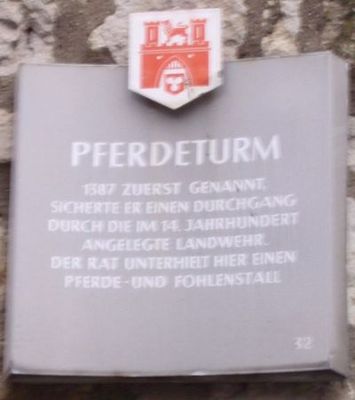 PFERDETURM
1387 ZUERST GENANNT,
SICHERTE ER EINEN DURCHGANG
DURCH DIE IM 14. JAHRHUNDERT
ANGELEGTE LANDWEHR.
DER RAT UNTERHIELT HIER EINEN
PFERDE- UND FOHLENSTALL
32